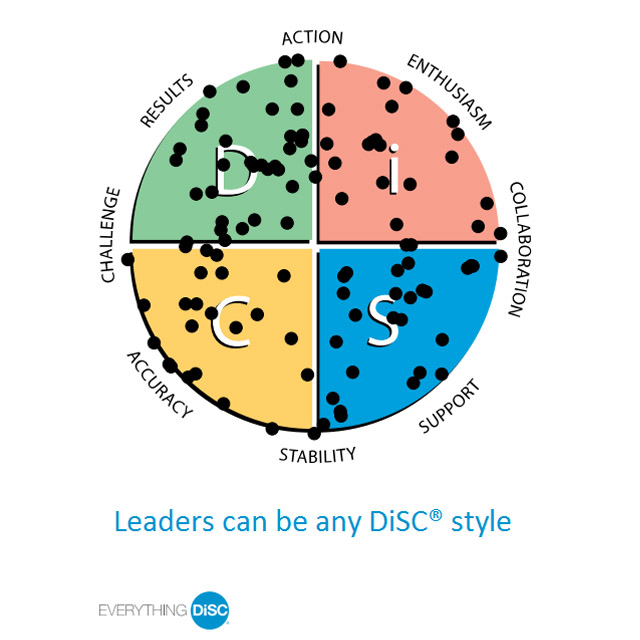 ACTION
RESULTS
ENTHUSIASM
D
i
CHALLENGE
COLLABORATION
C
S
ACCURACY
SUPPORT
STABILITY
Leaders can be any DiSC® style
EVERYTHING DiSC